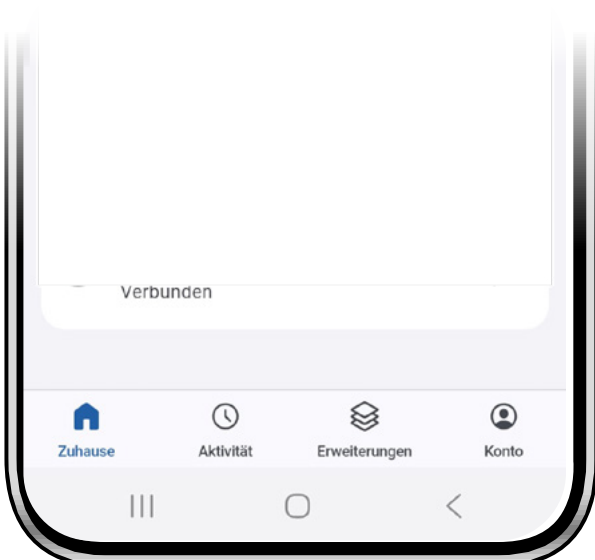 Verbunden
Zuhause
Aktivität
Erweiterungen
Konto